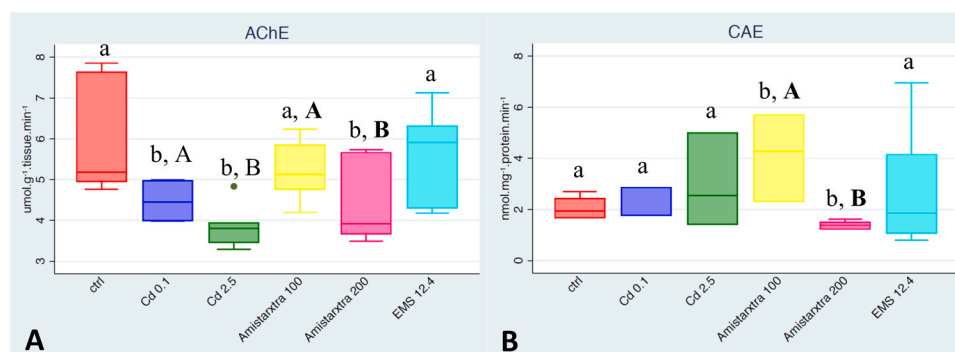 AChE
umol.g⁻¹.tissue.min⁻¹
8
7
6
5
4
3
a
b, A
b, B
a, A
b, B
a
ctrl
Cd 0.1
Cd 2.5
Amistarxtra 100
Amistarxtra 200
EMS 12.4
A
CAE
nmol.mg⁻¹.protein.min⁻¹
8
6
4
2
0
a
a
a
b, A
b, B
a
ctrl
Cd 0.1
Cd 2.5
Amistarxtra 100
Amistarxtra 200
EMS 12.4
B